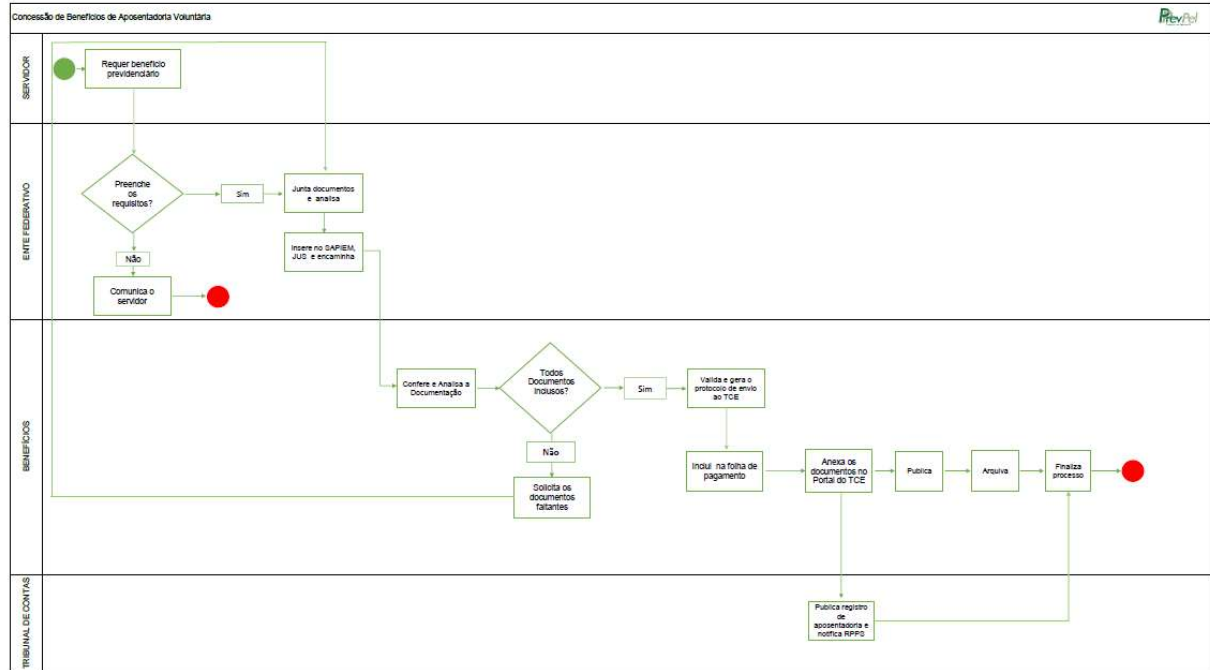 Concessão de Benefícios de Aposentadoria Voluntária
PrevPel
SERVIDOR
Requer benefício
previdenciário
ENTE FEDERATIVO
Preenche
os
requisitos?
Sim
Junta documentos
e analisa
Insere no SAPIEM,
JUS e encaminha
Não
Comunica o
servidor
BENEFÍCIOS
Confere e Analisa a
Documentação
Todos
Documentos
Inclusos?
Sim
Valida e gera o
protocolo de envio
ao TCE
Não
Solicita os
documentos
faltantes
Inclui na folha de
pagamento
Anexa os
documentos no
Portal do TCE
Publica
Arquiva
Finaliza
processo
TRIBUNAL DE CONTAS
Publica registro
de
aposentadoria e
notifica RPPS